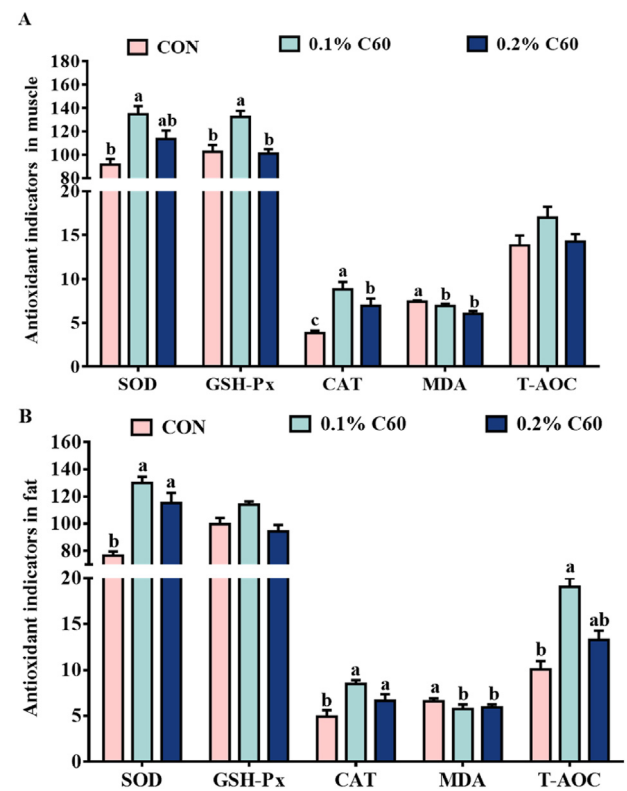 A
CON 0.1% C60 0.2% C60
Antioxidant indicators in muscle
180
160
140
120
100
80
20
15
10
5
0
b a ab
b a b
c a b
a b b
SOD GSH-Px CAT MDA T-AOC
B
CON 0.1% C60 0.2% C60
Antioxidant indicators in fat
160
140
120
100
80
20
15
10
5
0
b a a
b a a
a b b
b a ab
SOD GSH-Px CAT MDA T-AOC